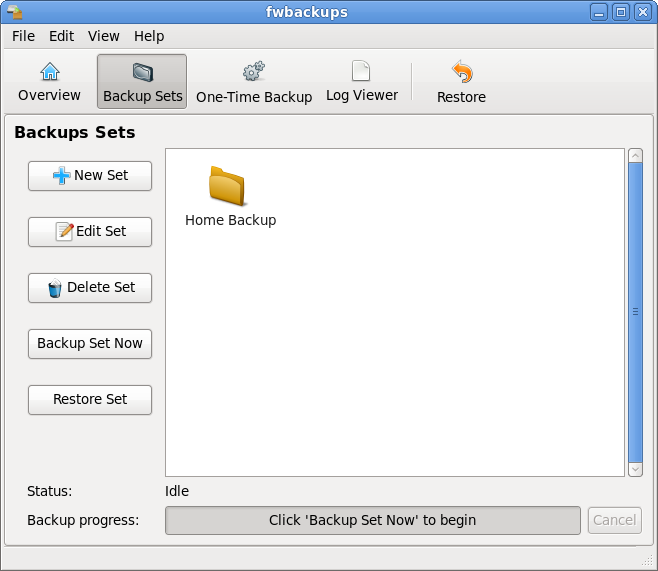 fwbackups
File Edit View Help
Overview Backup Sets One-Time Backup Log Viewer Restore
Backups Sets
New Set
Edit Set
Delete Set
Backup Set Now
Restore Set
Home Backup
Status: Idle
Backup progress: Click 'Backup Set Now' to begin Cancel